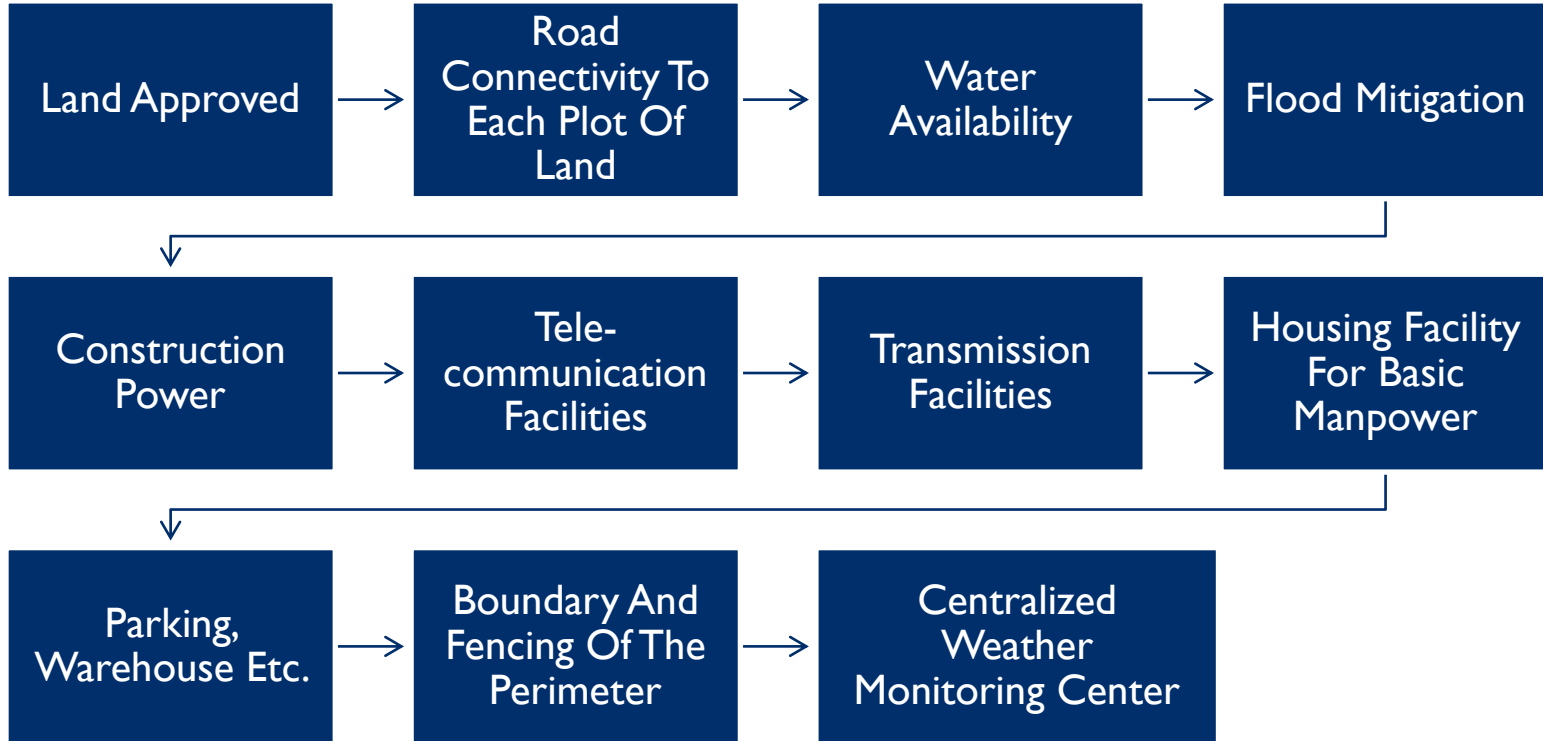 Land Approved
Road
Connectivity To
Each Plot Of
Land
Water
Availability
Flood Mitigation
Construction
Power
Tele-
communication
Facilities
Transmission
Facilities
Housing Facility
For Basic
Manpower
Parking,
Warehouse Etc.
Boundary And
Fencing Of The
Perimeter
Centralized
Weather
Monitoring Center